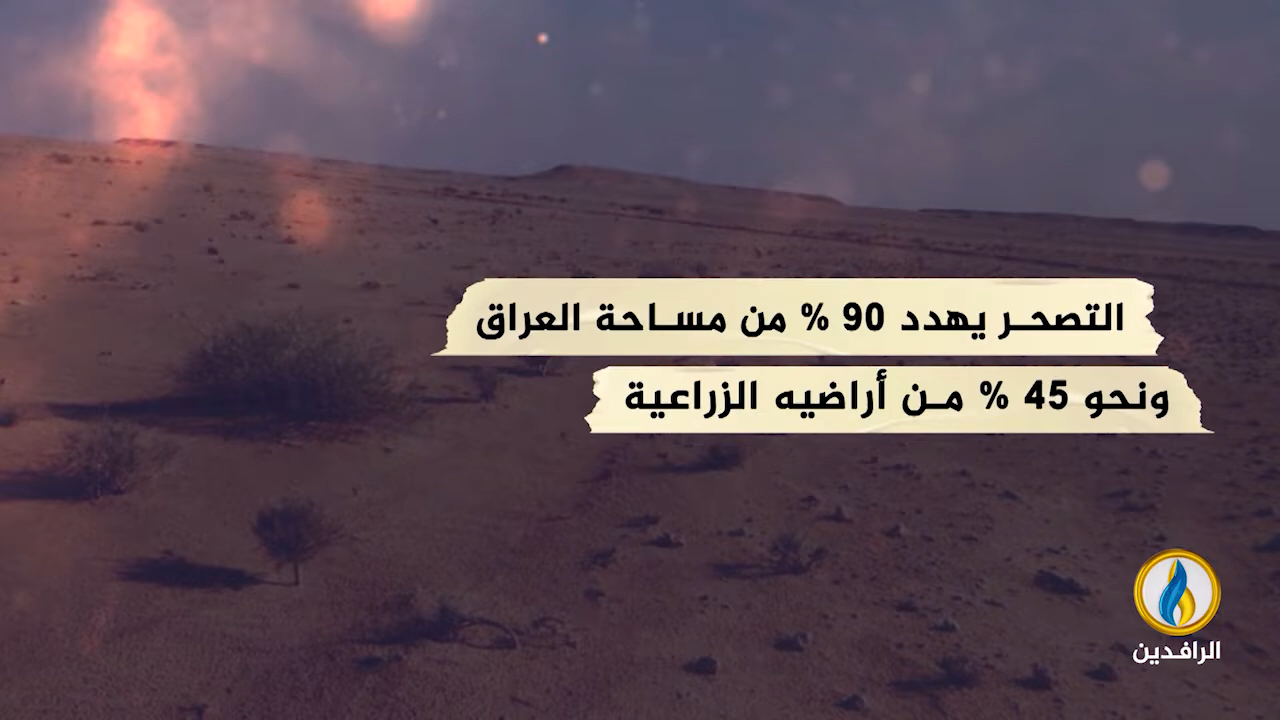 التصحر يهدد 90 % من مساحة العراق
ونحو 45 % من أراضيه الزراعية
الرافدين